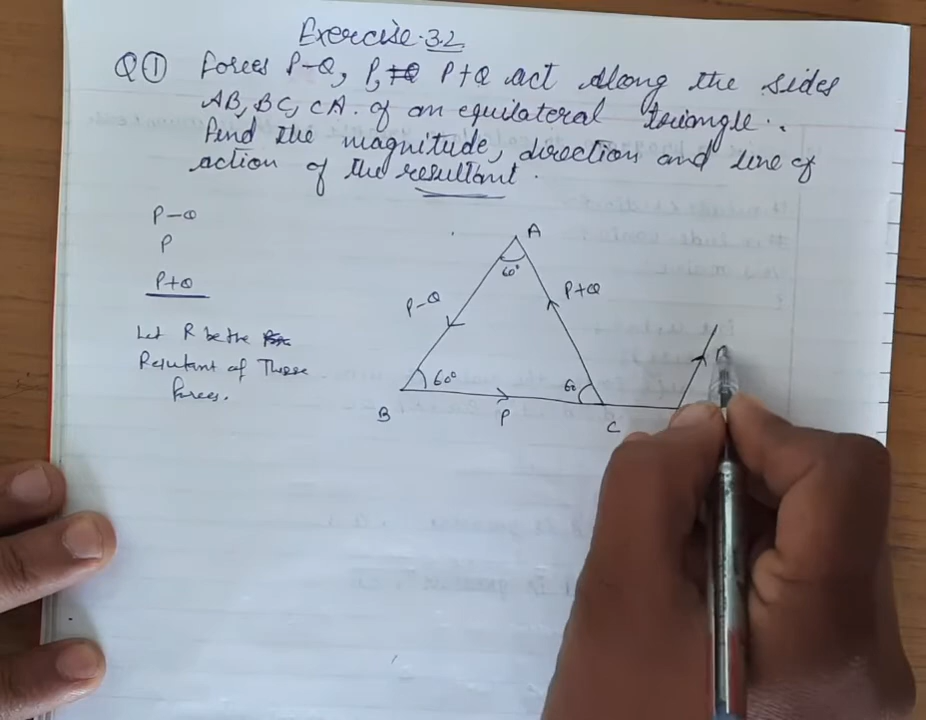 Exercise.3.2
Q① Forces P-Q, P, P+Q act along the sides
AB, BC, CA. of an equilateral triangle.
Find the magnitude, direction and line of
action of the resultant.
P-Q
P
P+Q
Let R be the
Resutant of These
forces.
A
60°
P-Q
P+Q
60°
60
B
P
C